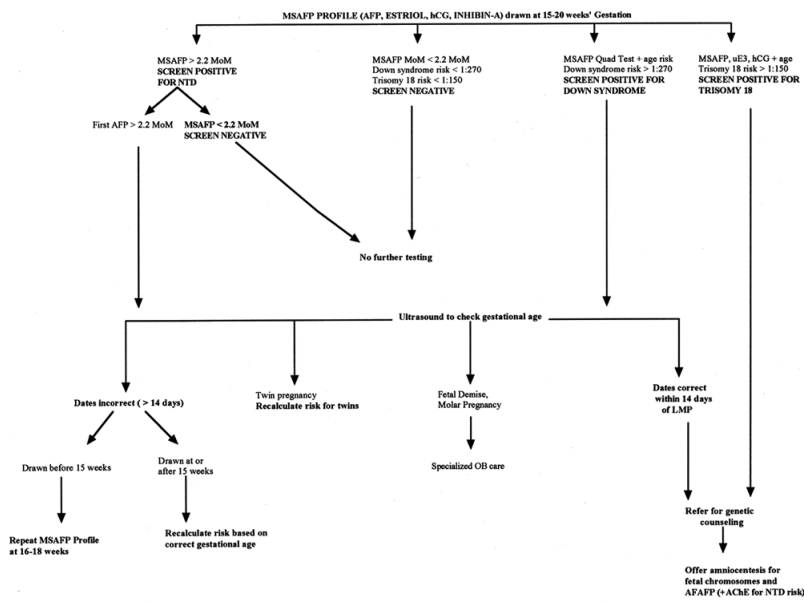 MSAFP PROFILE (AFP, ESTRIOL, hCG, INHIBIN-A) drawn at 15-20 weeks' Gestation
MSAFP > 2.2 MoM
SCREEN POSITIVE
FOR NTD
MSAFP MoM < 2.2 MoM
Down syndrome risk < 1:270
Trisomy 18 risk < 1:150
SCREEN NEGATIVE
MSAFP Quad Test + age risk
Down syndrome risk > 1:270
SCREEN POSITIVE FOR
DOWN SYNDROME
MSAFP, uE3, hCG + age
Trisomy 18 risk > 1:150
SCREEN POSITIVE FOR
TRISOMY 18
First AFP > 2.2 MoM
MSAFP < 2.2 MoM
SCREEN NEGATIVE
No further testing
Ultrasound to check gestational age
Dates incorrect ( > 14 days)
Twin pregnancy
Recalculate risk for twins
Fetal Demise,
Molar Pregnancy
Dates correct
within 14 days
of LMP
Drawn before 15 weeks
Drawn at or
after 15 weeks
Specialized OB care
Repeat MSAFP Profile
at 16-18 weeks
Recalculate risk based on
correct gestational age
Refer for genetic
counseling
Offer amniocentesis for
fetal chromosomes and
AFAFP (+AChE for NTD risk)